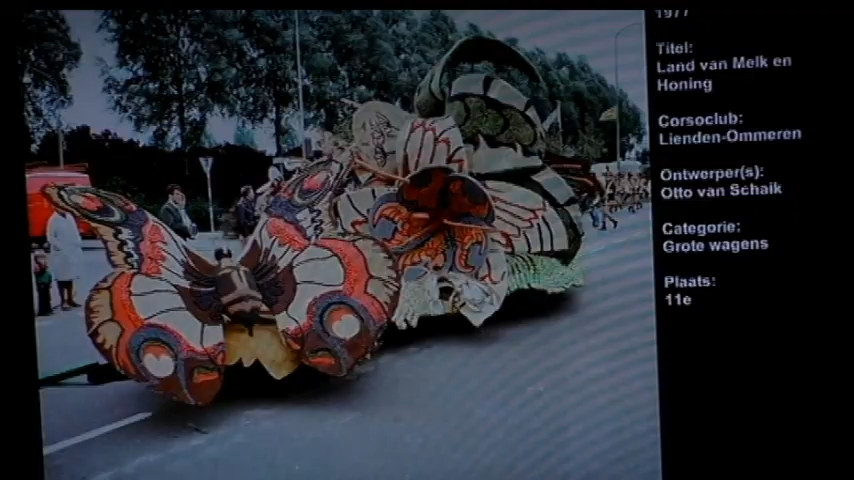 1977
Titel:
Land van Melk en
Honing
Corsoclub:
Lienden-Ommeren
Ontwerper(s):
Otto van Schaik
Categorie:
Grote wagens
Plaats:
11e